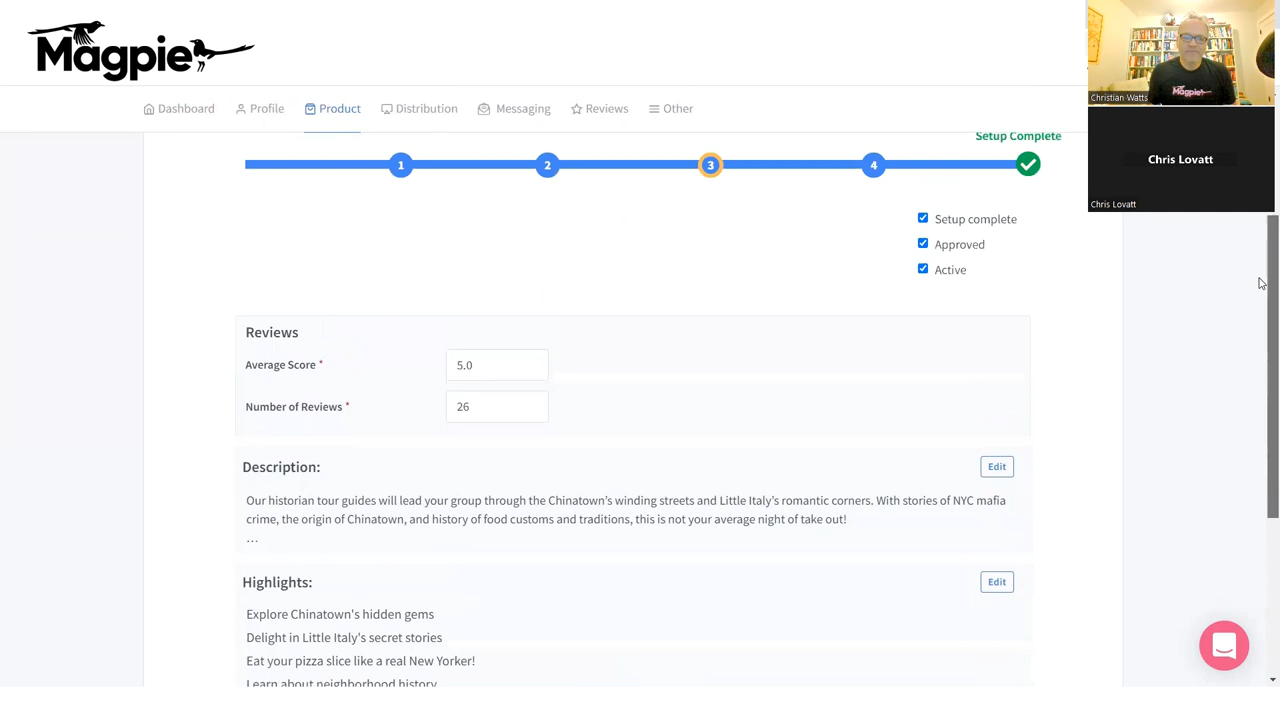 Magpie
Dashboard Profile Product Distribution Messaging Reviews Other
Christian Watts
Magpie
Chris Lovatt
Chris Lovatt
Setup Complete
1 2 3 4
Setup complete
Approved
Active
Reviews
Average Score * 5.0
Number of Reviews * 26
Description: Edit
Our historian tour guides will lead your group through the Chinatown's winding streets and Little Italy's romantic corners. With stories of NYC mafia
crime, the origin of Chinatown, and history of food customs and traditions, this is not your average night of take out!
…
Highlights: Edit
Explore Chinatown's hidden gems
Delight in Little Italy's secret stories
Eat your pizza slice like a real New Yorker!
Learn about neighborhood history